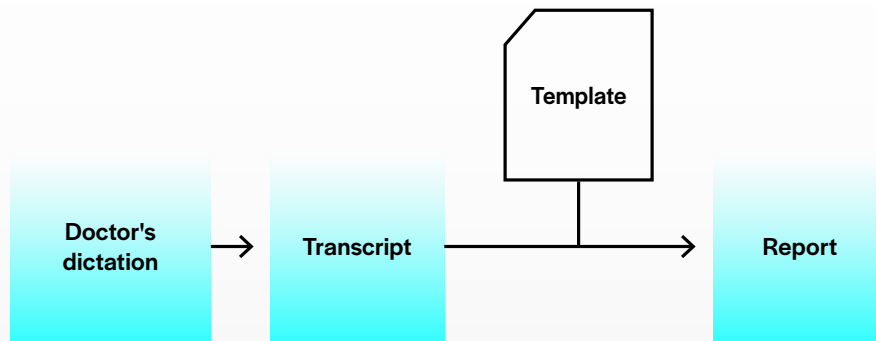 Template
Doctor's
dictation
Transcript
Report